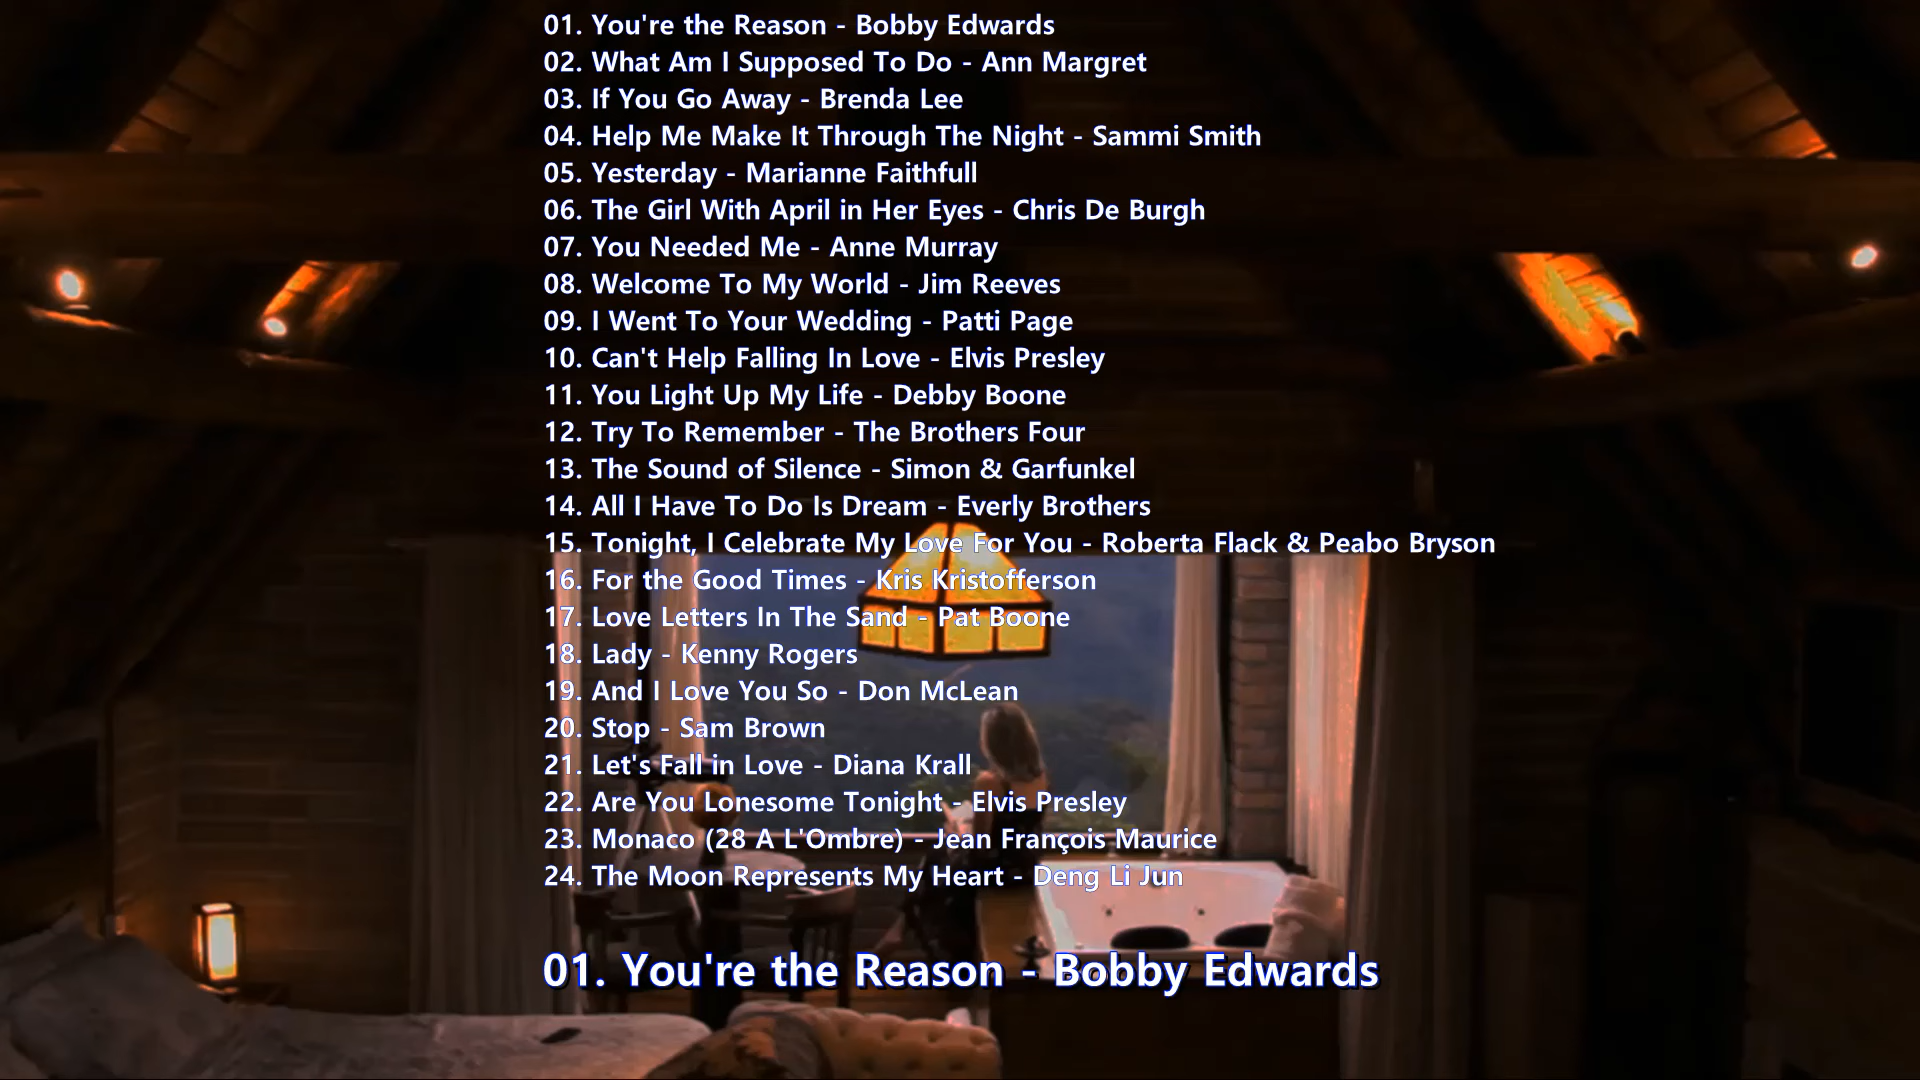 01. You're the Reason - Bobby Edwards
02. What Am I Supposed To Do - Ann Margret
03. If You Go Away - Brenda Lee
04. Help Me Make It Through The Night - Sammi Smith
05. Yesterday - Marianne Faithfull
06. The Girl With April in Her Eyes - Chris De Burgh
07. You Needed Me - Anne Murray
08. Welcome To My World - Jim Reeves
09. I Went To Your Wedding - Patti Page
10. Can't Help Falling In Love - Elvis Presley
11. You Light Up My Life - Debby Boone
12. Try To Remember - The Brothers Four
13. The Sound of Silence - Simon & Garfunkel
14. All I Have To Do Is Dream - Everly Brothers
15. Tonight, I Celebrate My Love For You - Roberta Flack & Peabo Bryson
16. For the Good Times - Kris Kristofferson
17. Love Letters In The Sand - Pat Boone
18. Lady - Kenny Rogers
19. And I Love You So - Don McLean
20. Stop - Sam Brown
21. Let's Fall in Love - Diana Krall
22. Are You Lonesome Tonight - Elvis Presley
23. Monaco (28 A L'Ombre) - Jean François Maurice
24. The Moon Represents My Heart - Deng Li Jun
01. You're the Reason - Bobby Edwards